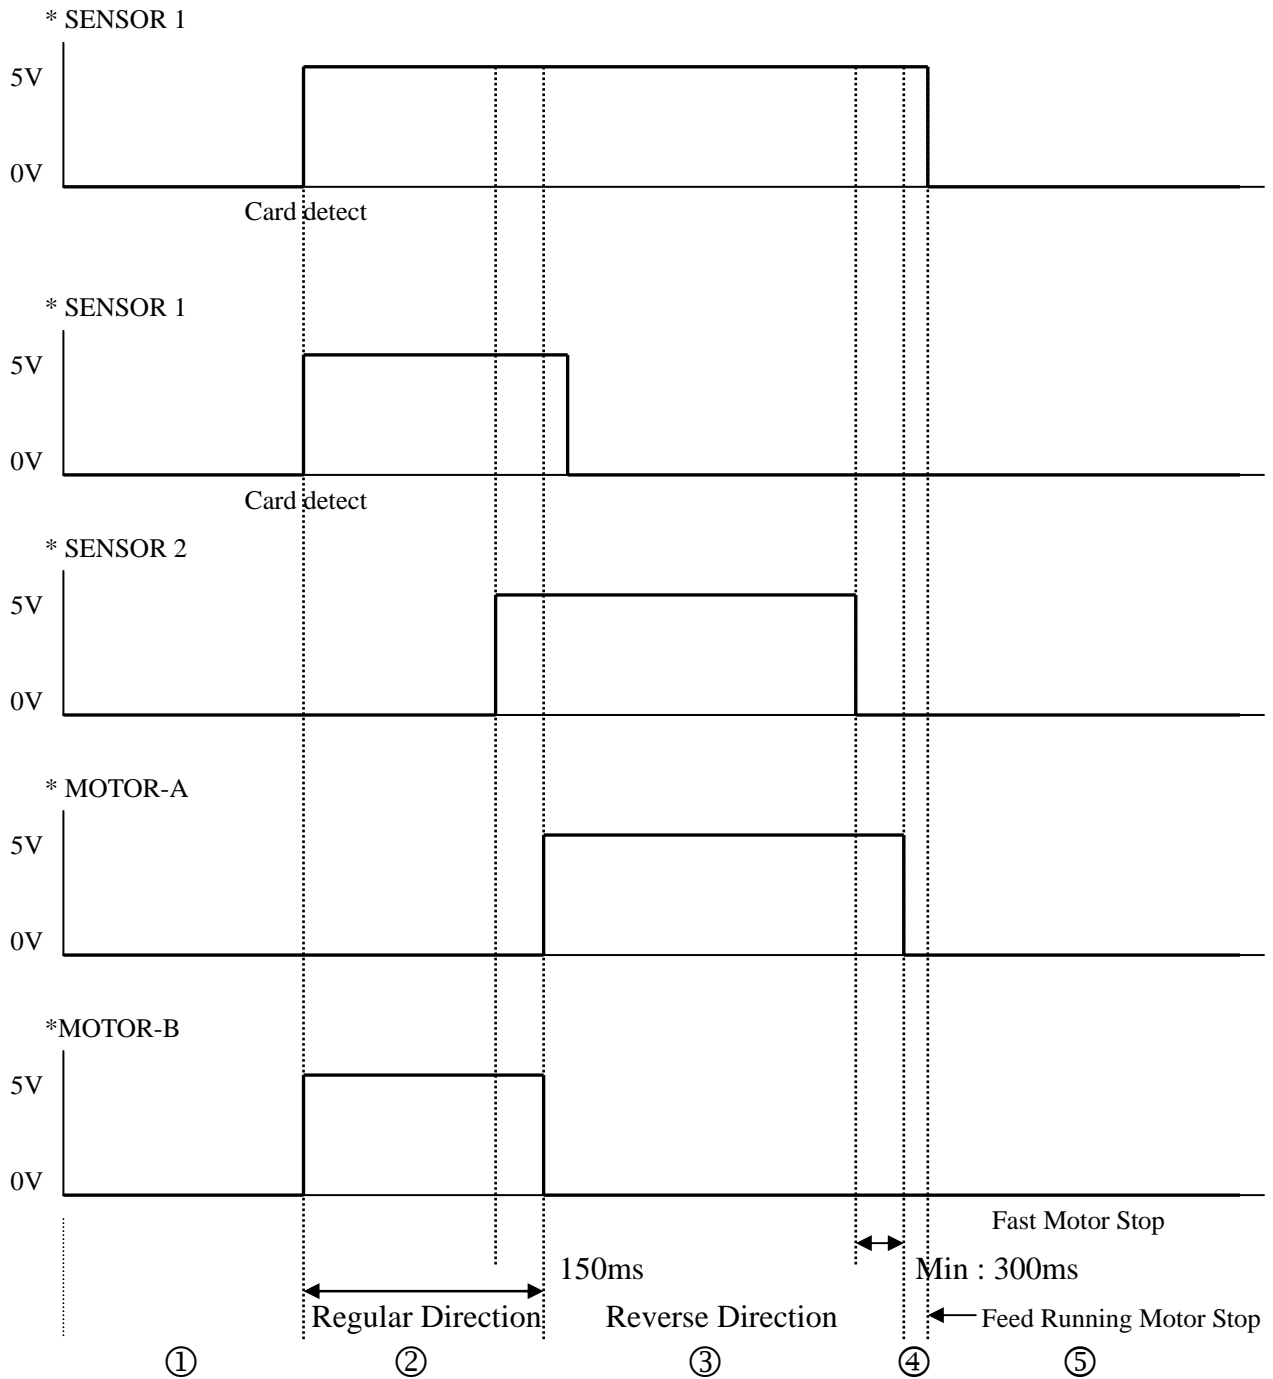 * SENSOR 1
5V
0V
Card detect
* SENSOR 1
5V
0V
Card detect
* SENSOR 2
5V
0V
* MOTOR-A
5V
0V
*MOTOR-B
5V
0V
Fast Motor Stop
150ms
Min : 300ms
Regular Direction
Reverse Direction
Feed Running Motor Stop
① ② ③ ④ ⑤